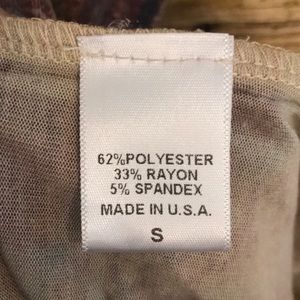 62%POLYESTER
33% RAYON
5% SPANDEX
MADE IN U.S.A.
S